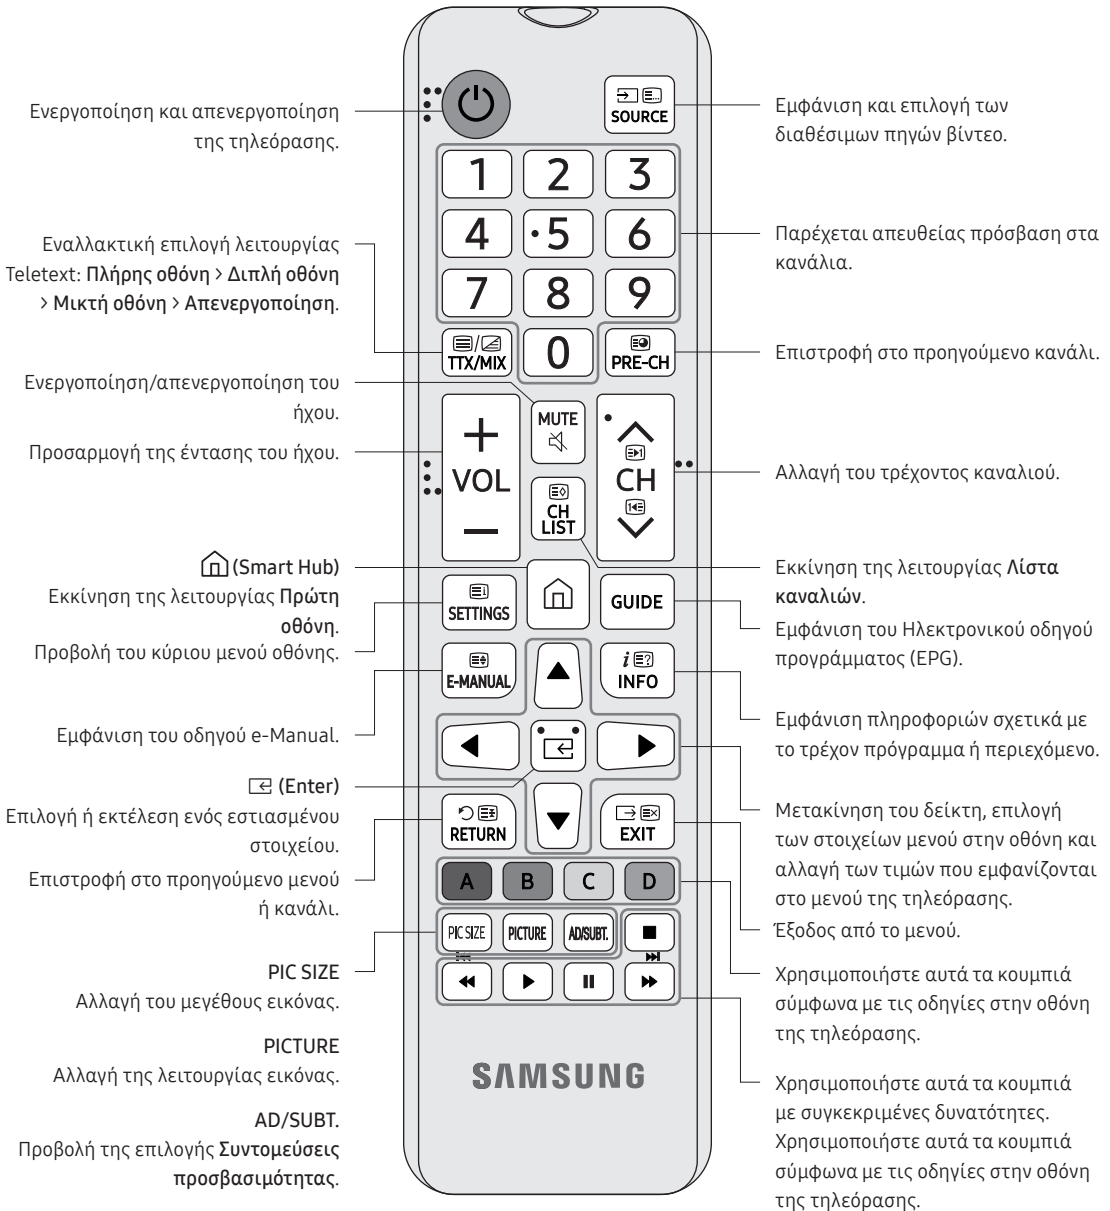 Ενεργοποίηση και απενεργοποίηση
της τηλεόρασης.
Εναλλακτική επιλογή λειτουργίας
Teletext: Πλήρης οθόνη > Διπλή οθόνη
> Μικτή οθόνη > Απενεργοποίηση.
Ενεργοποίηση/απενεργοποίηση του
ήχου.
Προσαρμογή της έντασης του ήχου.
(Smart Hub)
Εκκίνηση της λειτουργίας Πρώτη
οθόνη.
Προβολή του κύριου μενού οθόνης.
Εμφάνιση του οδηγού e-Manual.
(Enter)
Επιλογή ή εκτέλεση ενός εστιασμένου
στοιχείου.
Επιστροφή στο προηγούμενο μενού
ή κανάλι.
PIC SIZE
Αλλαγή του μεγέθους εικόνας.
PICTURE
Αλλαγή της λειτουργίας εικόνας.
AD/SUBT.
Προβολή της επιλογής Συντομεύσεις
προσβασιμότητας.
SOURCE
1 2 3
4 5 6
7 8 9
TTX/MIX 0 PRE-CH
MUTE
VOL CH
CH
LIST
SETTINGS GUIDE
E-MANUAL INFO
RETURN EXIT
A B C D
PIC SIZE PICTURE AD/SUBT.
SAMSUNG
Εμφάνιση και επιλογή των
διαθέσιμων πηγών βίντεο.
Παρέχεται απευθείας πρόσβαση στα
κανάλια.
Επιστροφή στο προηγούμενο κανάλι.
Αλλαγή του τρέχοντος καναλιού.
Εκκίνηση της λειτουργίας Λίστα
καναλιών.
Εμφάνιση του Ηλεκτρονικού οδηγού
προγράμματος (EPG).
Εμφάνιση πληροφοριών σχετικά με
το τρέχον πρόγραμμα ή περιεχόμενο.
Μετακίνηση του δείκτη, επιλογή
των στοιχείων μενού στην οθόνη και
αλλαγή των τιμών που εμφανίζονται
στο μενού της τηλεόρασης.
Έξοδος από το μενού.
Χρησιμοποιήστε αυτά τα κουμπιά
σύμφωνα με τις οδηγίες στην οθόνη
της τηλεόρασης.
Χρησιμοποιήστε αυτά τα κουμπιά
με συγκεκριμένες δυνατότητες.
Χρησιμοποιήστε αυτά τα κουμπιά
σύμφωνα με τις οδηγίες στην οθόνη
της τηλεόρασης.